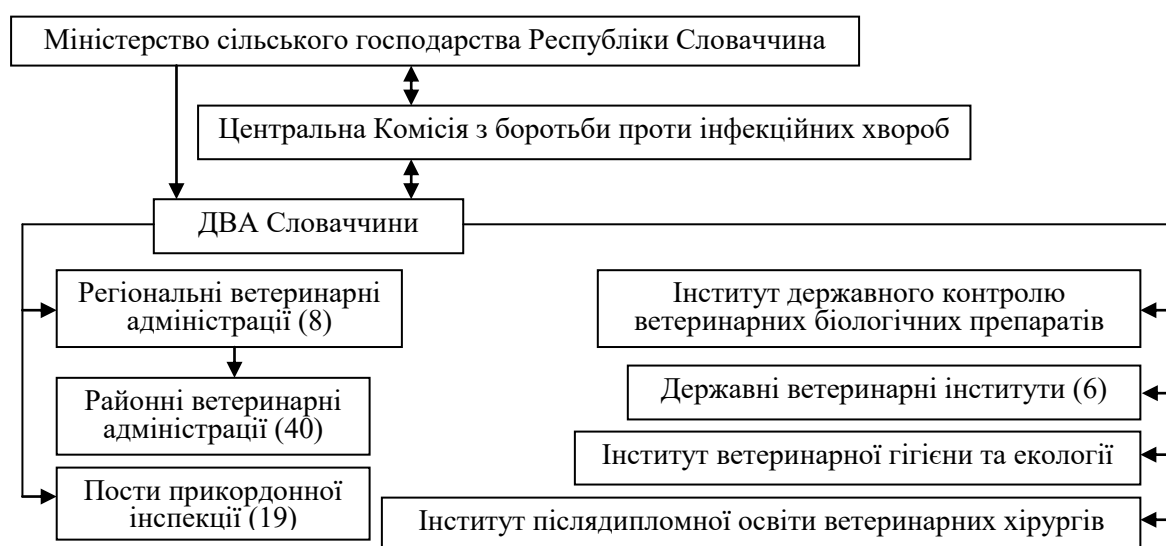 Міністерство сільського господарства Республіки Словаччина
Центральна Комісія з боротьби проти інфекційних хвороб
ДВА Словаччини
Регіональні ветеринарні
адміністрації (8)
Районні ветеринарні
адміністрації (40)
Пости прикордонної
інспекції (19)
Інститут державного контролю
ветеринарних біологічних препаратів
Державні ветеринарні інститути (6)
Інститут ветеринарної гігієни та екології
Інститут післядипломної освіти ветеринарних хірургів